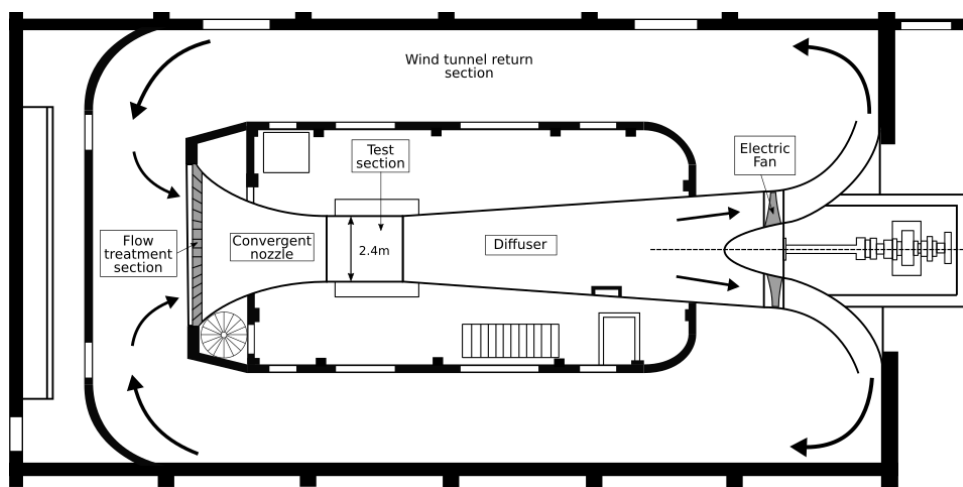 Wind tunnel return
section
Test
section
Electric
Fan
Flow
treatment
section
Convergent
nozzle
2.4m
Diffuser